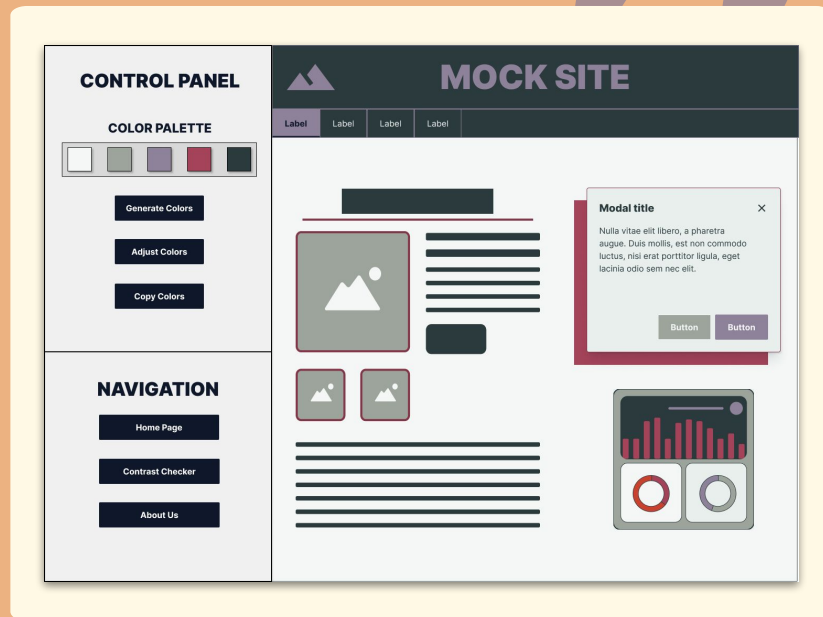 CONTROL PANEL
COLOR PALETTE
Generate Colors
Adjust Colors
Copy Colors
NAVIGATION
Home Page
Contrast Checker
About Us
MOCK SITE
Label Label Label Label
Modal title ×
Nulla vitae elit libero, a pharetra
augue. Duis mollis, est non commodo
luctus, nisi erat porttitor ligula, eget
lacinia odio sem nec elit.
Button Button